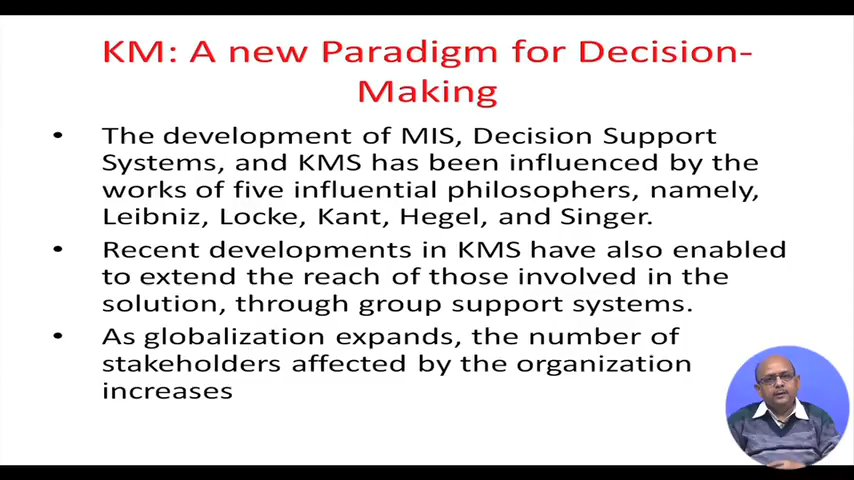 KM: A new Paradigm for Decision-
Making
• The development of MIS, Decision Support
Systems, and KMS has been influenced by the
works of five influential philosophers, namely,
Leibniz, Locke, Kant, Hegel, and Singer.
• Recent developments in KMS have also enabled
to extend the reach of those involved in the
solution, through group support systems.
• As globalization expands, the number of
stakeholders affected by the organization
increases